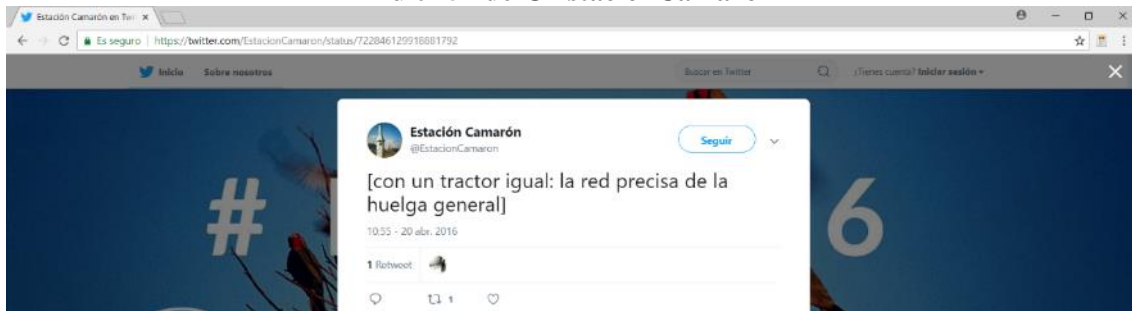 Estación Camarón en Twi
Es seguro https://twitter.com/EstacionCamaron/status/722846129918881792
Inicio Sobre nosotros Buscar en Twitter ¿Tienes cuenta? Iniciar sesión
# 6
Estación Camarón
@EstacionCamaron
Seguir
[con un tractor igual: la red precisa de la
huelga general]
10:55 - 20 abr. 2016
1 Retweet
1